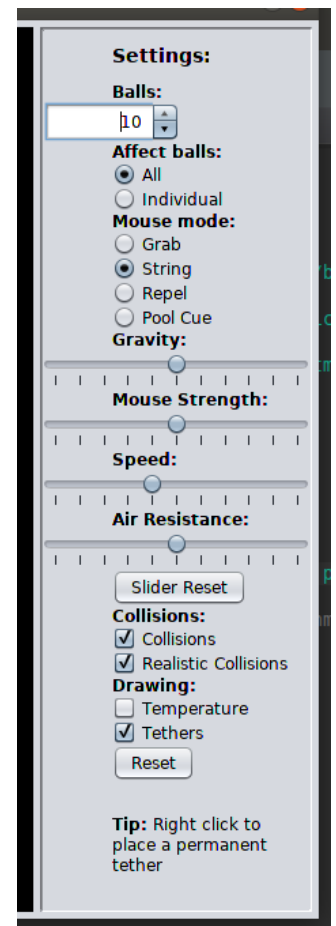 Settings:
Balls:
10
Affect balls:
All
Individual
Mouse mode:
Grab
String
Repel
Pool Cue
Gravity:
Mouse Strength:
Speed:
Air Resistance:
Slider Reset
Collisions:
Collisions
Realistic Collisions
Drawing:
Temperature
Tethers
Reset
Tip: Right click to
place a permanent
tether